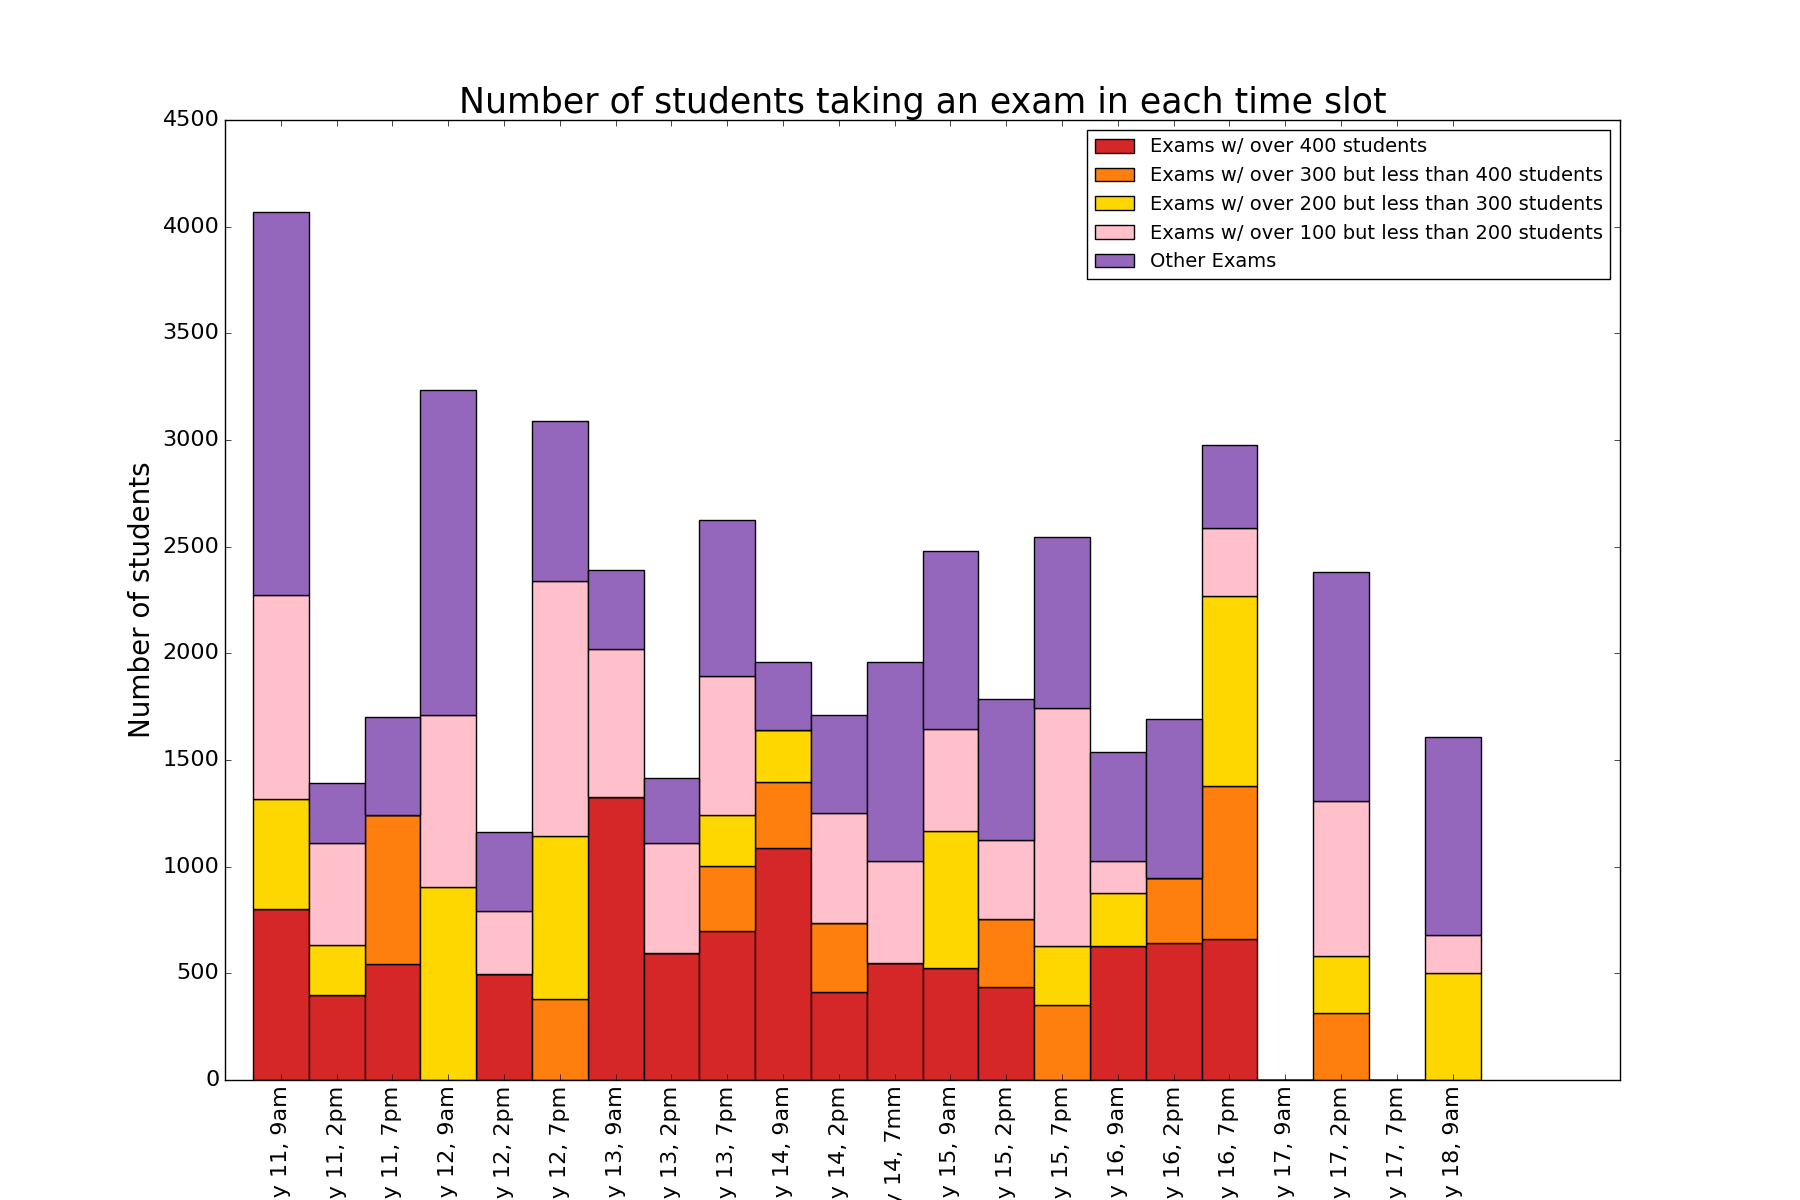 Number of students taking an exam in each time slot
Exams w/ over 400 students
Exams w/ over 300 but less than 400 students
Exams w/ over 200 but less than 300 students
Exams w/ over 100 but less than 200 students
Other Exams
Number of students
4500
4000
3500
3000
2500
2000
1500
1000
500
0
y 11, 9am
y 11, 2pm
y 11, 7pm
y 12, 9am
y 12, 2pm
y 12, 7pm
y 13, 9am
y 13, 2pm
y 13, 7pm
y 14, 9am
y 14, 2pm
y 14, 7mm
y 15, 9am
y 15, 2pm
y 15, 7pm
y 16, 9am
y 16, 2pm
y 16, 7pm
y 17, 9am
y 17, 2pm
y 17, 7pm
y 18, 9am